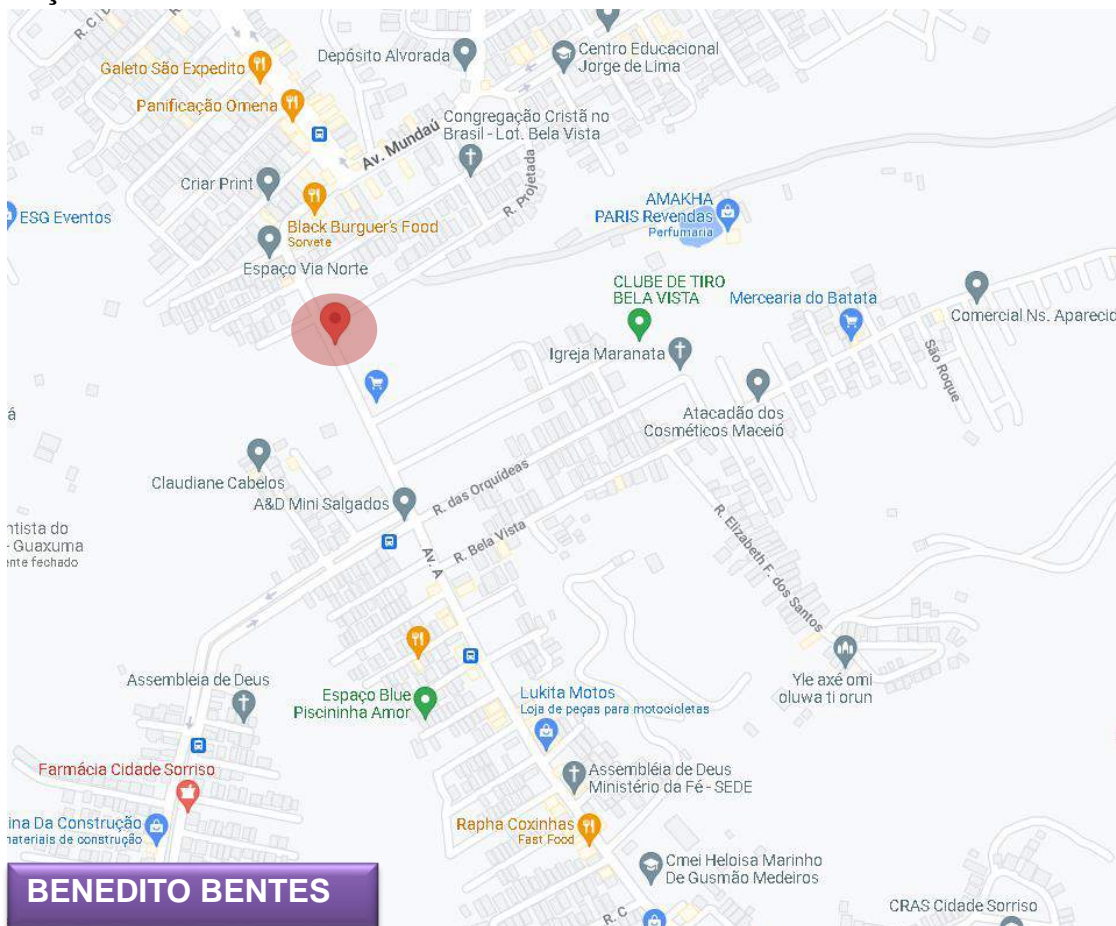 R. C
Depósito Alvorada
Centro Educacional
Jorge de Lima
Galeto São Expedito
Panificação Omena
Congregação Cristã no
Brasil - Lot. Bela Vista
Av. Mundaú
Criar Print
R. Projetada
AMAKHA
PARIS Revendas
Perfumaria
ESG Eventos
Black Burguer's Food
Sorvete
Espaço Via Norte
CLUBE DE TIRO
BELA VISTA
Mercearia do Batata
Comercial Ns. Aparecid
Igreja Maranata
São Roque
Atacadão dos
Cosméticos Maceió
á
Claudiane Cabelos
A&D Mini Salgados
R. das Orquídeas
R. Bela Vista
Av. A
R. Elizabeth F. dos Santos
ntista do
- Guaxuma
ente fechado
Yle axé omi
oluwa ti orun
Assembleia de Deus
Espaço Blue
Piscininha Amor
Lukita Motos
Loja de peças para motocicletas
Farmácia Cidade Sorriso
Assembléia de Deus
Ministério da Fé - SEDE
ina Da Construção
materiais de construção
Rapha Coxinhas
Fast Food
Cmei Heloisa Marinho
De Gusmão Medeiros
BENEDITO BENTES
R. C
CRAS Cidade Sorriso